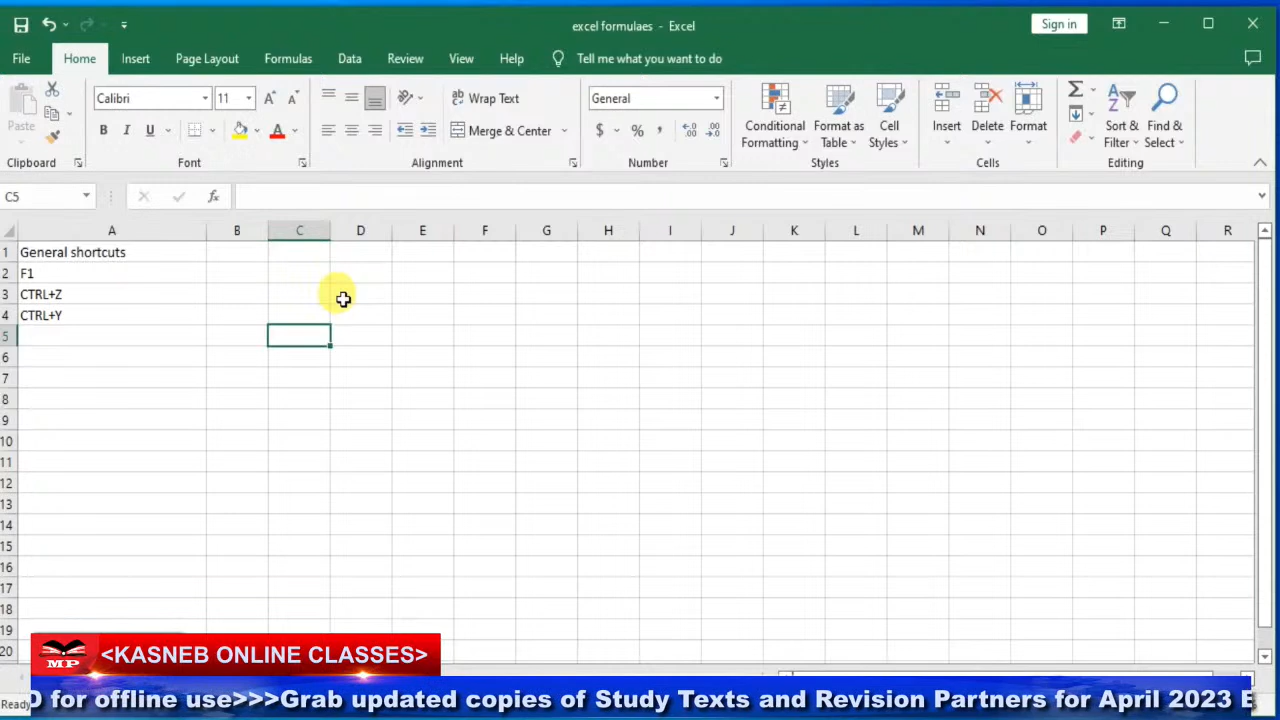 excel formulaes - Excel
Sign in
File Home Insert Page Layout Formulas Data Review View Help Tell me what you want to do
Paste
Calibri 11
B I U A
Wrap Text
Merge & Center
General
$ % ,
Conditional Formatting
Format as Table
Cell Styles
Insert Delete Format
Sort & Filter
Find & Select
Clipboard Font Alignment Number Styles Cells Editing
C5 fx
A B C D E F G H I J K L M N O P Q R
1 General shortcuts
2 F1
3 CTRL+Z
4 CTRL+Y
5
6
7
8
9
10
11
12
13
14
15
16
17
18
19
20
MP <KASNEB ONLINE CLASSES>
Ready
O for offline use>>>Grab updated copies of Study Texts and Revision Partners for April 2023 E